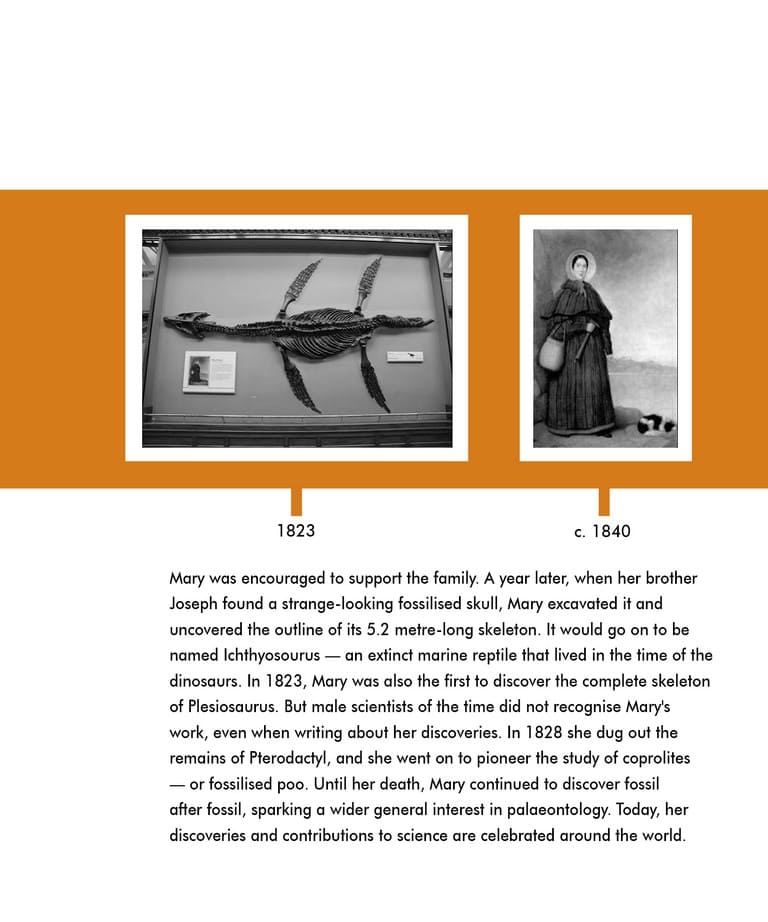 1823
c. 1840
Mary was encouraged to support the family. A year later, when her brother
Joseph found a strange-looking fossilised skull, Mary excavated it and
uncovered the outline of its 5.2 metre-long skeleton. It would go on to be
named Ichthyosourus — an extinct marine reptile that lived in the time of the
dinosaurs. In 1823, Mary was also the first to discover the complete skeleton
of Plesiosaurus. But male scientists of the time did not recognise Mary's
work, even when writing about her discoveries. In 1828 she dug out the
remains of Pterodactyl, and she went on to pioneer the study of coprolites
— or fossilised poo. Until her death, Mary continued to discover fossil
after fossil, sparking a wider general interest in palaeontology. Today, her
discoveries and contributions to science are celebrated around the world.